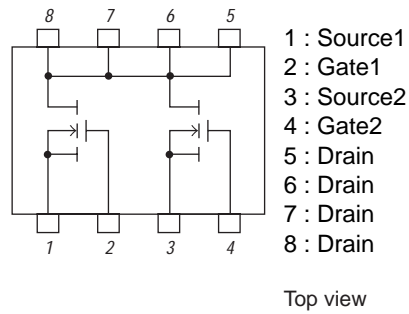 8 7 6 5
1 : Source1
2 : Gate1
3 : Source2
4 : Gate2
5 : Drain
6 : Drain
7 : Drain
8 : Drain
1 2 3 4
Top view